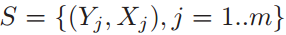 S = {(Y_j, X_j), j = 1..m}